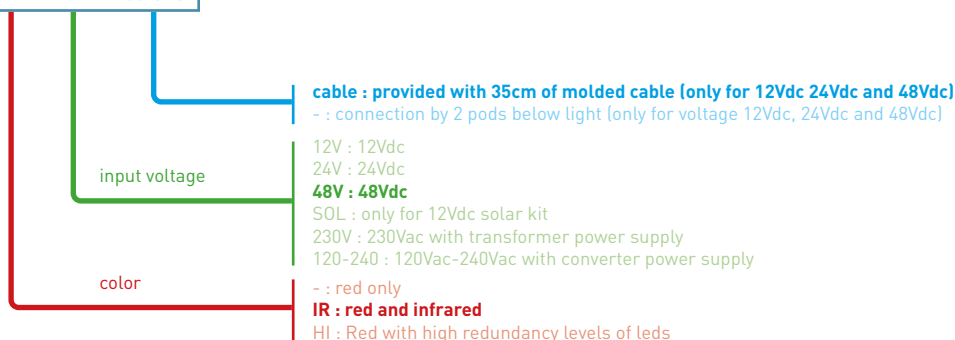 cable : provided with 35cm of molded cable (only for 12Vdc 24Vdc and 48Vdc)
- : connection by 2 pods below light (only for voltage 12Vdc, 24Vdc and 48Vdc)
12V : 12Vdc
24V : 24Vdc
input voltage
48V : 48Vdc
SOL : only for 12Vdc solar kit
230V : 230Vac with transformer power supply
120-240 : 120Vac-240Vac with converter power supply
color
- : red only
IR : red and infrared
HI : Red with high redundancy levels of leds